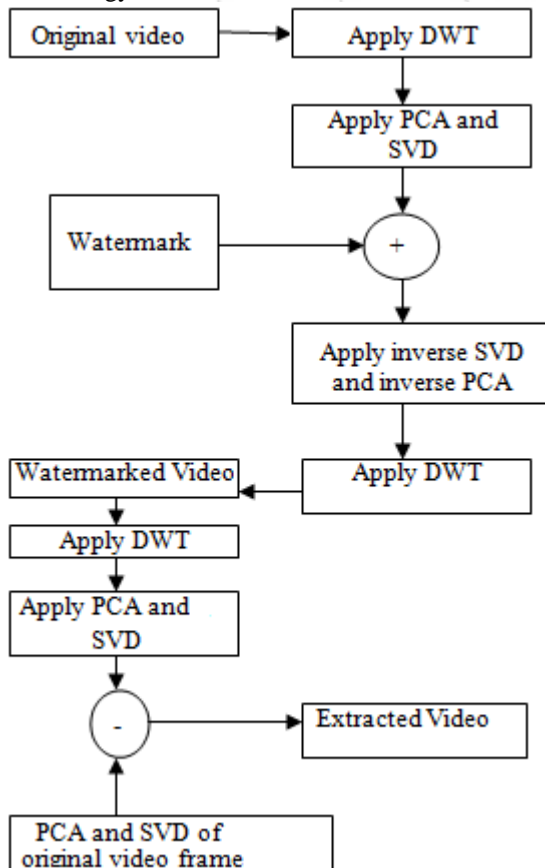 Original video
Apply DWT
Apply PCA and
SVD
Watermark
+
Apply inverse SVD
and inverse PCA
Apply DWT
Watermarked Video
Apply DWT
Apply PCA and
SVD
-
Extracted Video
PCA and SVD of
original video frame